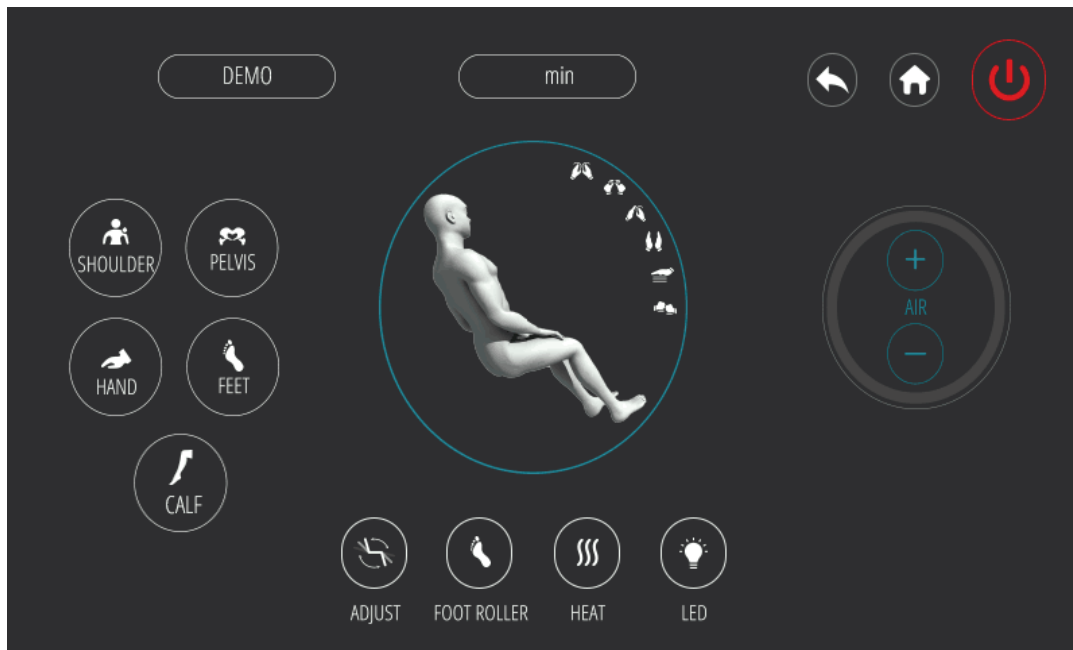 DEMO
min
SHOULDER
PELVIS
HAND
FEET
CALF
+
AIR
−
ADJUST
FOOT ROLLER
HEAT
LED